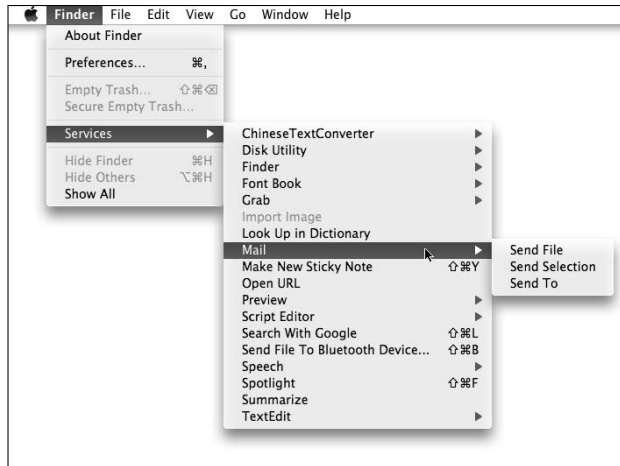 Finder File Edit View Go Window Help
About Finder
Preferences... ⌘,
Empty Trash... ⇧⌘⌫
Secure Empty Trash...
Services ▶
Hide Finder ⌘H
Hide Others ⌥⌘H
Show All
ChineseTextConverter ▶
Disk Utility ▶
Finder ▶
Font Book ▶
Grab ▶
Import Image
Look Up in Dictionary
Mail ▶
Make New Sticky Note ⇧⌘Y
Open URL
Preview ▶
Script Editor ▶
Search With Google ⇧⌘L
Send File To Bluetooth Device... ⇧⌘B
Speech ▶
Spotlight ⇧⌘F
Summarize
TextEdit ▶
Send File
Send Selection
Send To